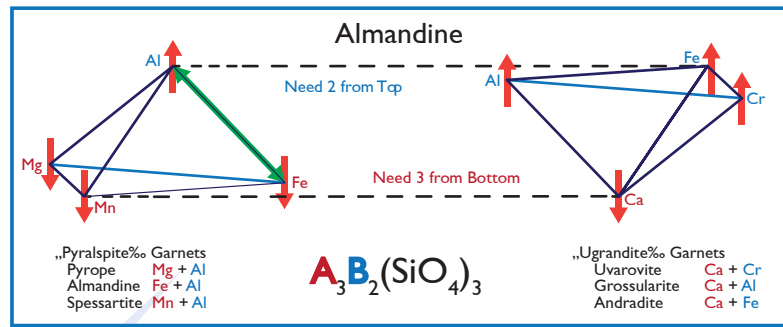 Almandine
Al
Need 2 from Top
Fe
Al
Cr
Mg
Need 3 from Bottom
Fe
Mn
Ca
„Pyralspite‰ Garnets
Pyrope Mg + Al
Almandine Fe + Al
Spessartite Mn + Al
A3B2(SiO4)3
„Ugrandite‰ Garnets
Uvarovite Ca + Cr
Grossularite Ca + Al
Andradite Ca + Fe